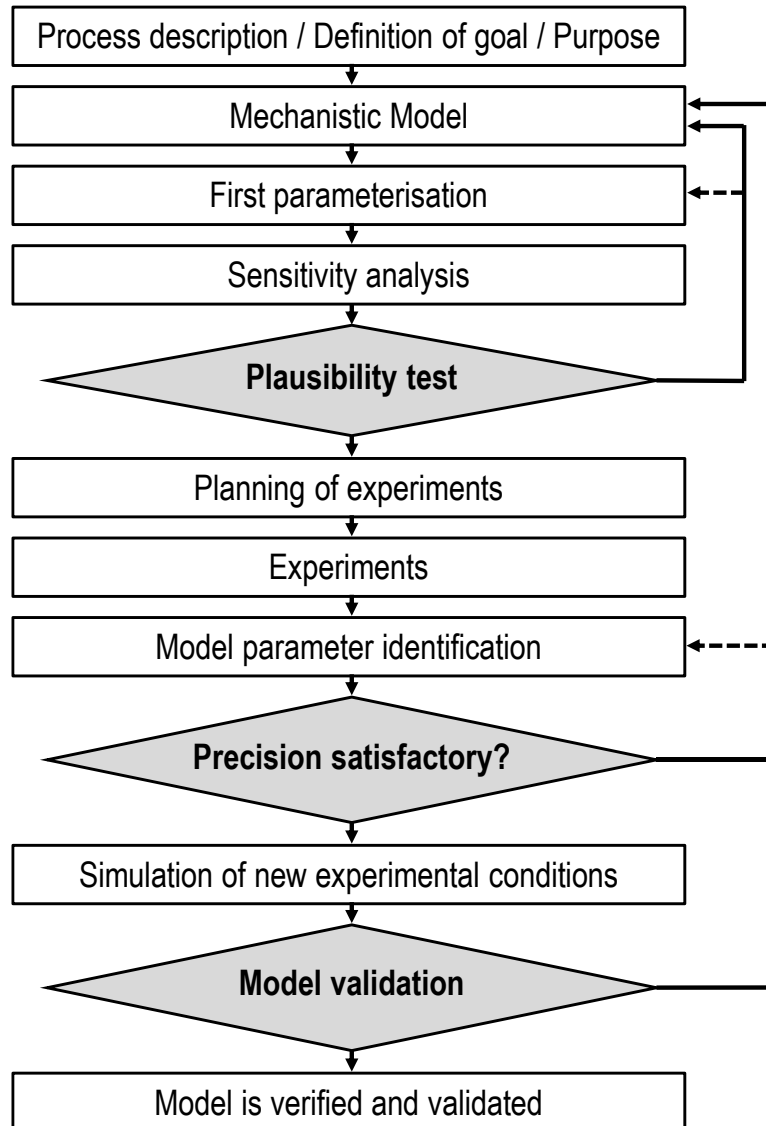 Process description / Definition of goal / Purpose
Mechanistic Model
First parameterisation
Sensitivity analysis
Plausibility test
Planning of experiments
Experiments
Model parameter identification
Precision satisfactory?
Simulation of new experimental conditions
Model validation
Model is verified and validated